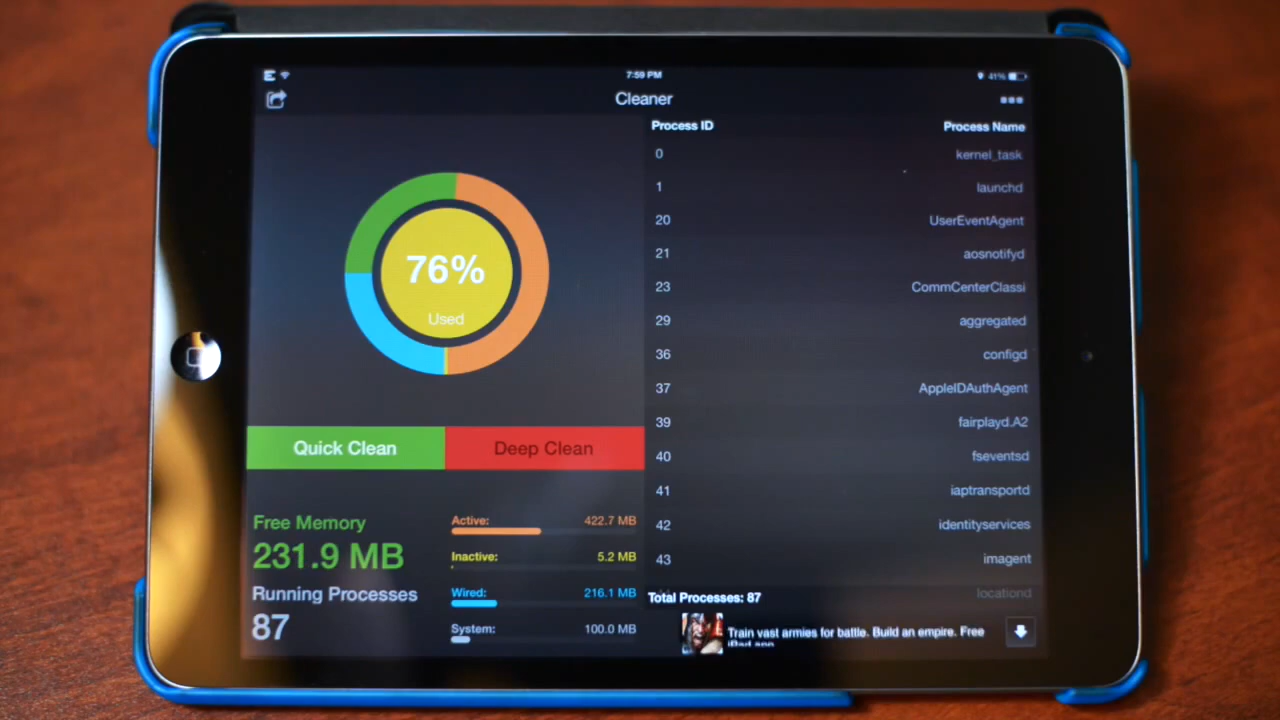 7:59 PM
41%
Cleaner
Process ID Process Name
0 kernel_task
1 launchd
20 UserEventAgent
21 aosnotifyd
23 CommCenterClassi
29 aggregated
36 configd
37 AppleIDAuthAgent
39 fairplayd.A2
40 fseventsd
41 iaptransportd
42 identityservices
43 imagent
locationd
Total Processes: 87
76%
Used
Quick Clean
Deep Clean
Free Memory
231.9 MB
Running Processes
87
Active: 422.7 MB
Inactive: 5.2 MB
Wired: 216.1 MB
System: 100.0 MB
Train vast armies for battle. Build an empire. Free
iPad app